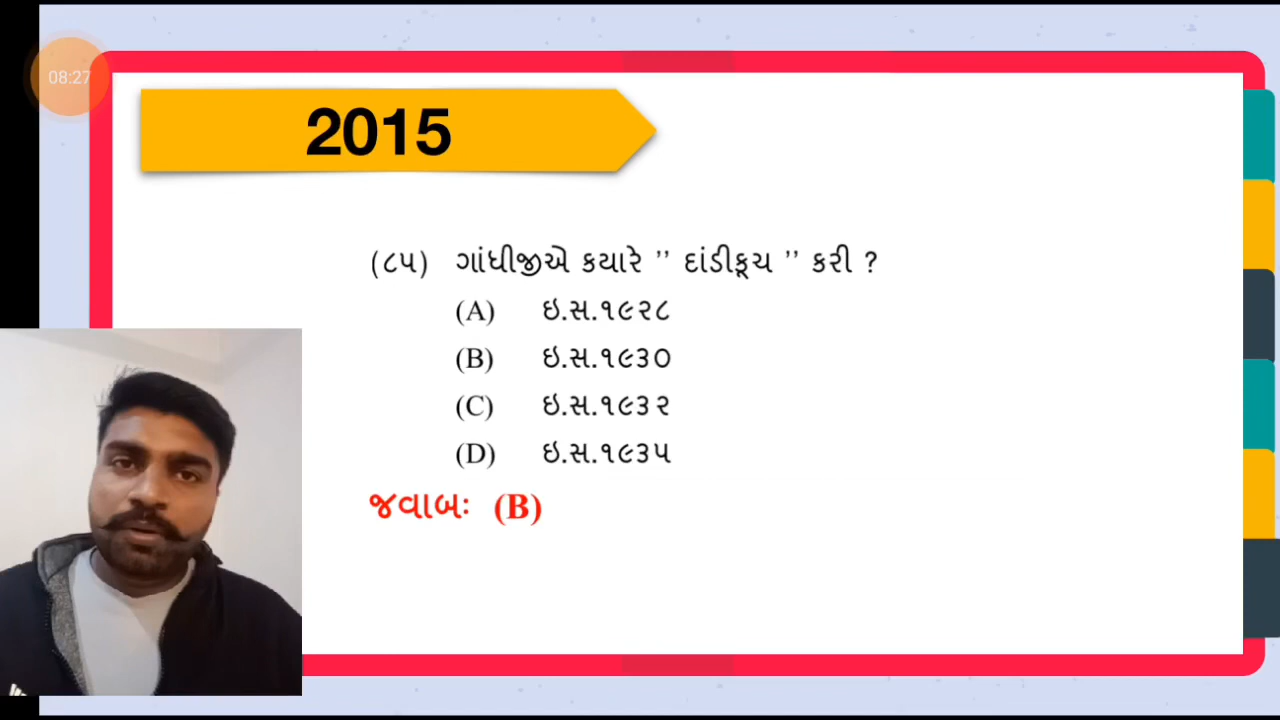 08:27
2015
(૮૫) ગાંધીજીએ કયારે '' દાંડીકૂચ '' કરી ?
(A) ઇ.સ.૧૯૨૮
(B) ઇ.સ.૧૯૩૦
(C) ઇ.સ.૧૯૩૨
(D) ઇ.સ.૧૯૩૫
જવાબઃ (B)